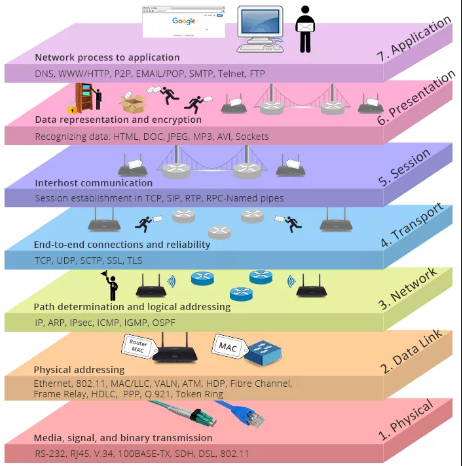 Google
7. Application
Network process to application
DNS, WWW/HTTP, P2P, EMAIL/POP, SMTP, Telnet, FTP
6. Presentation
Data representation and encryption
Recognizing data: HTML, DOC, JPEG, MP3, AVI, Sockets
5. Session
Interhost communication
Session establishment in TCP, SIP, RTP, RPC-Named pipes
4. Transport
End-to-end connections and reliability
TCP, UDP, SCTP, SSL, TLS
3. Network
Path determination and logical addressing
IP, ARP, IPsec, ICMP, IGMP, OSPF
2. Data Link
Router
MAC
MAC
Physical addressing
Ethernet, 802.11, MAC/LLC, VALN, ATM, HDP, Fibre Channel,
Frame Relay, HDLC, PPP, Q 921, Token Ring
1. Physical
Media, signal, and binary transmission
RS-232, RJ45, V.34, 100BASE-TX, SDH, DSL, 802.11